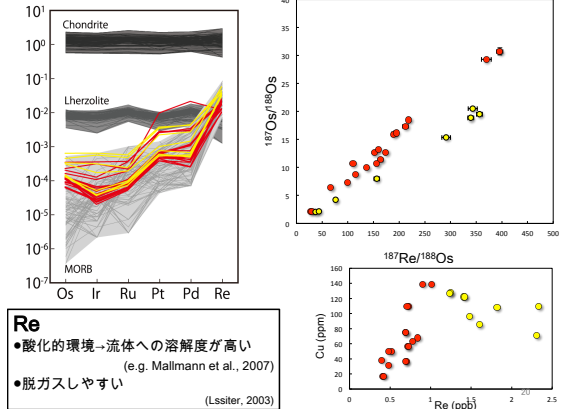 10²
10¹
10⁰
10⁻¹
10⁻²
10⁻³
10⁻⁴
10⁻⁵
10⁻⁶
10⁻⁷
Chondrite
Lherzolite
MORB
Os Ir Ru Pt Pd Re
¹⁸⁷Os/¹⁸⁸Os
40
35
30
25
20
15
10
5
0
0 50 100 150 200 250 300 350 400 450 500
¹⁸⁷Re/¹⁸⁸Os
Cu (ppm)
160
140
120
100
80
60
40
20
0
0 0.5 1 1.5 2 2.5
Re (ppb)
20
Re
●酸化的環境→流体への溶解度が高い
(e.g. Mallmann et al., 2007)
●脱ガスしやすい
(Lssiter, 2003)